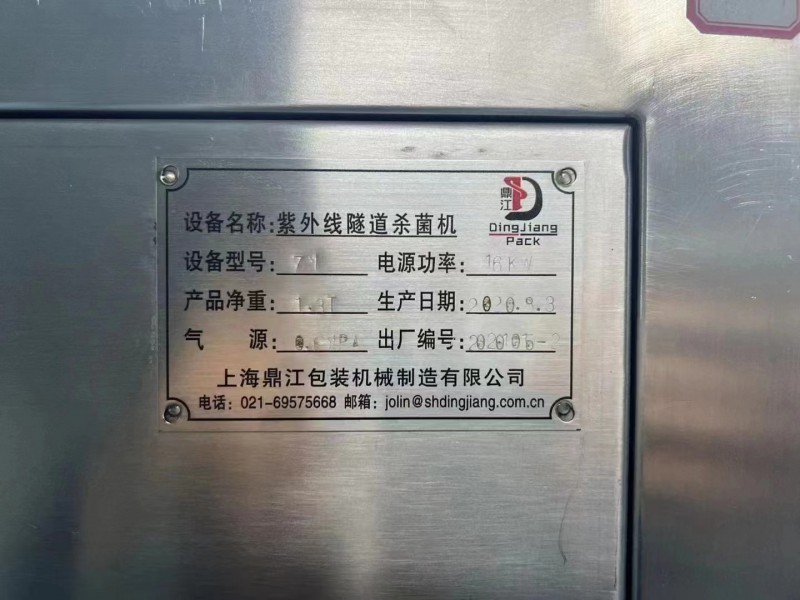 鼎江
DingJiang
Pack
设备名称:紫外线隧道杀菌机
设备型号: 电源功率: 16KW
产品净重: 生产日期: 2020.9.3
气 源: 出厂编号:
上海鼎江包装机械制造有限公司
电话: 021-69575668 邮箱: jolin@shdingjiang.com.cn